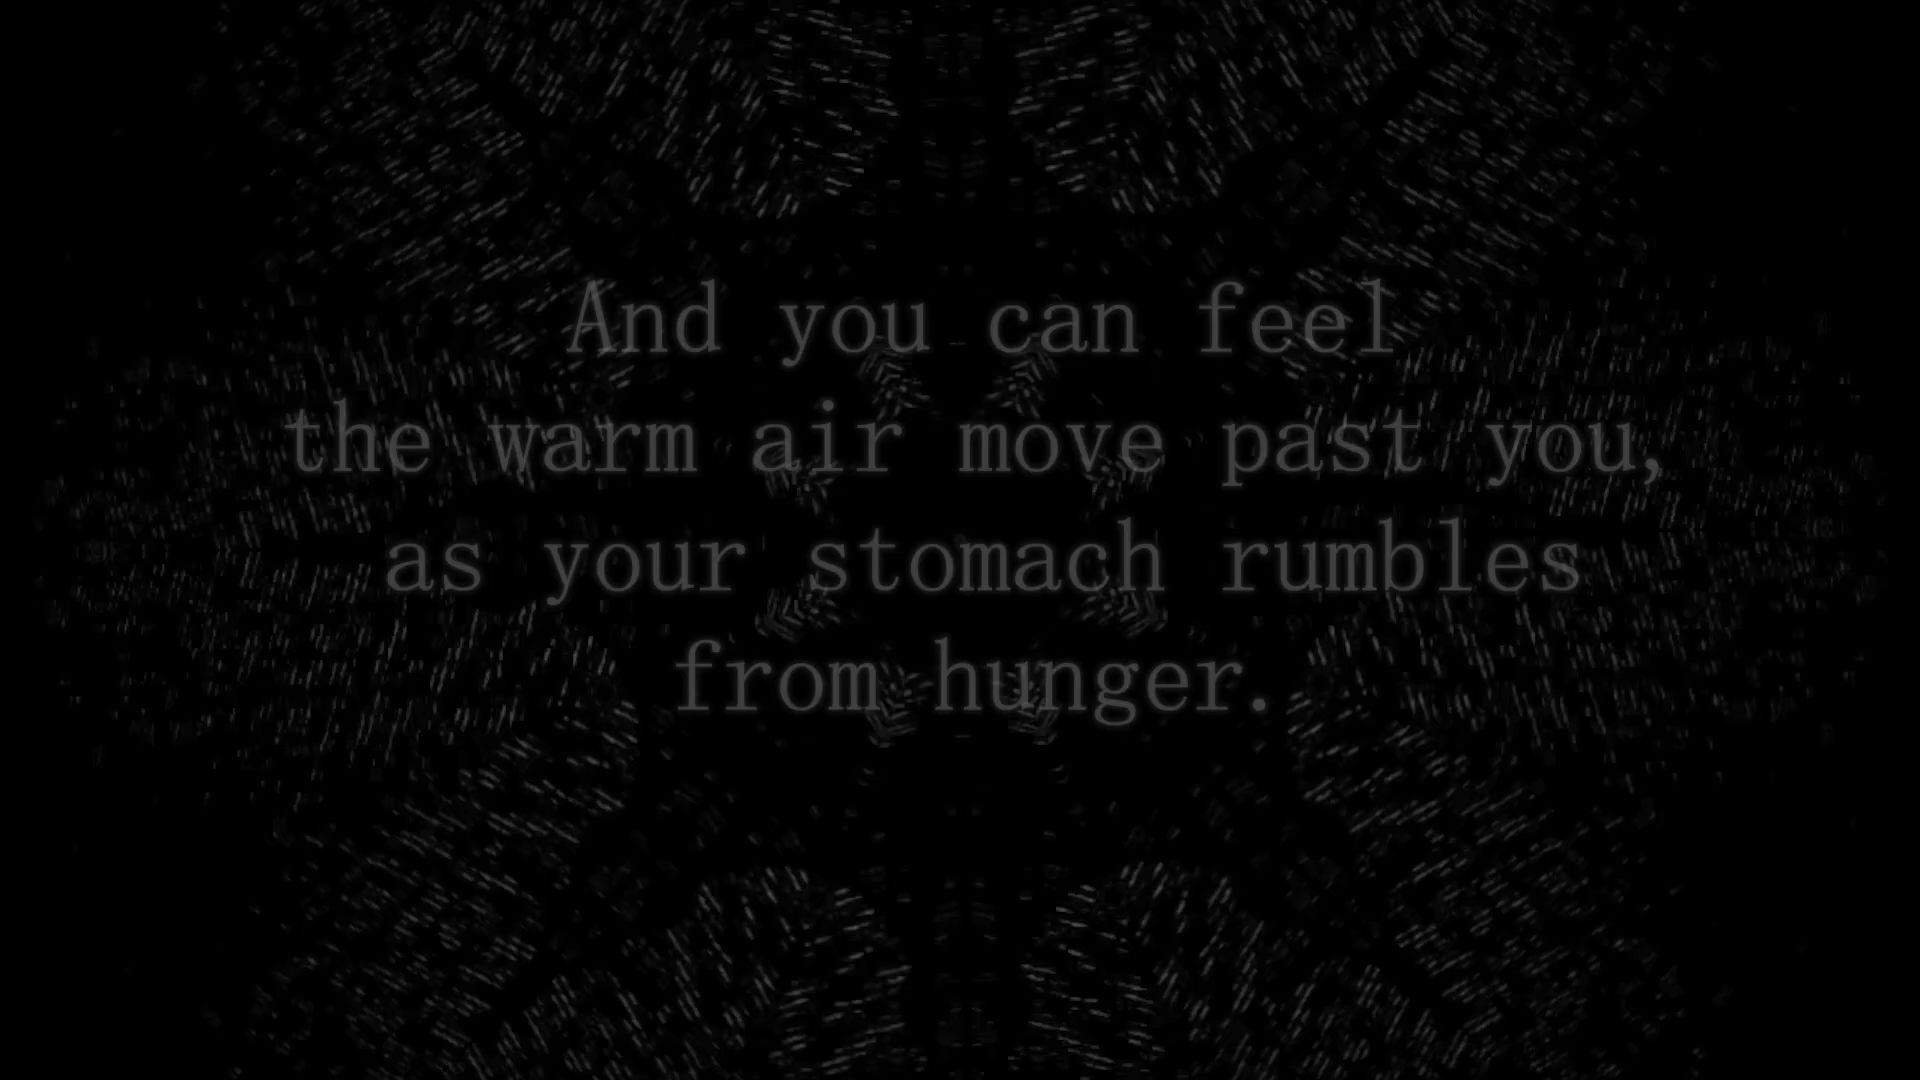 And you can feel
the warm air move past you,
as your stomach rumbles
from hunger.